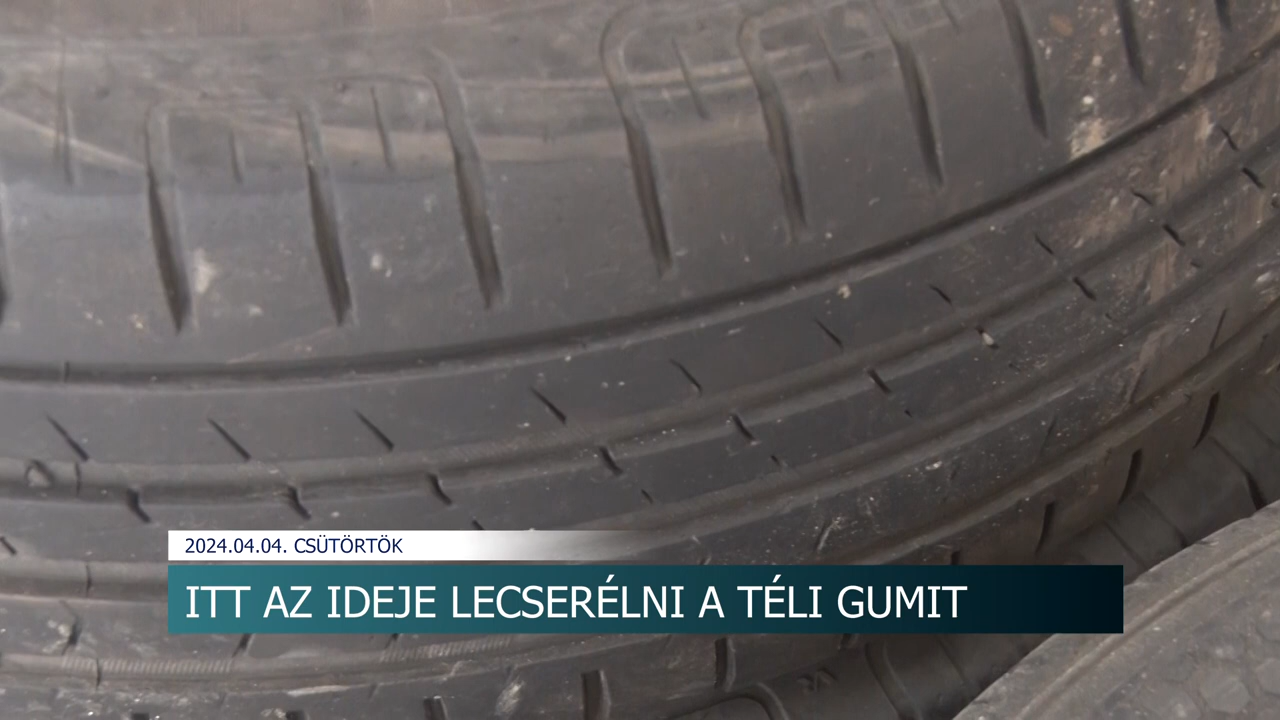 2024.04.04. CSÜTÖRTÖK
ITT AZ IDEJE LECSERÉLNI A TÉLI GUMIT